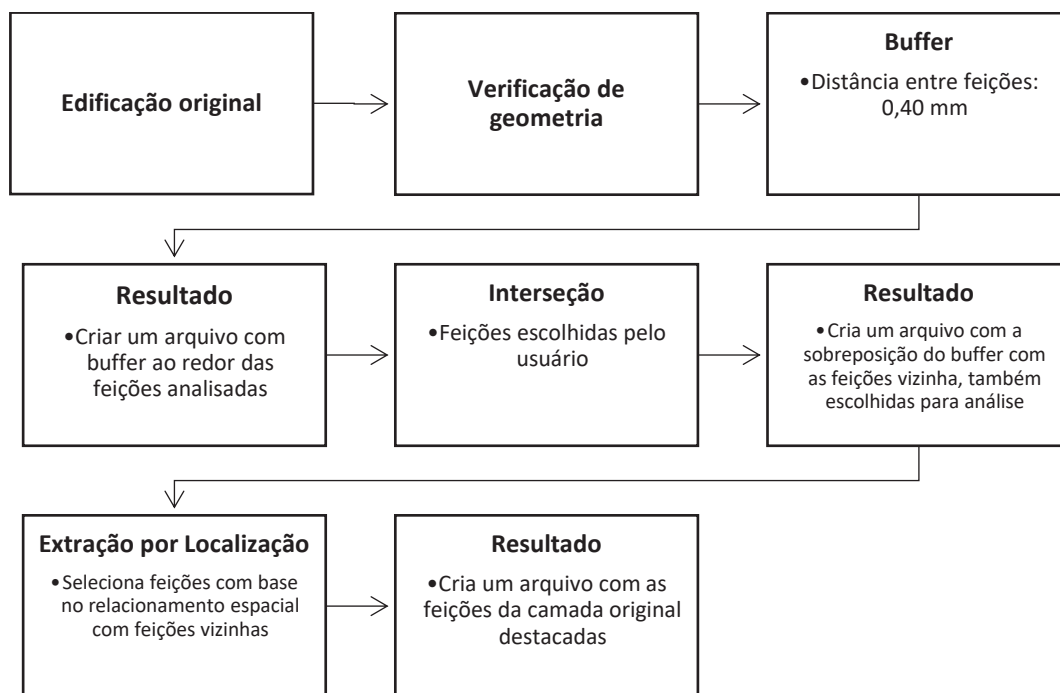 Edificação original
Verificação de
geometria
Buffer
•Distância entre feições:
0,40 mm
Resultado
•Criar um arquivo com
buffer ao redor das
feições analisadas
Interseção
•Feições escolhidas pelo
usuário
Resultado
•Cria um arquivo com a
sobreposição do buffer com
as feições vizinha, também
escolhidas para análise
Extração por Localização
•Seleciona feições com base
no relacionamento espacial
com feições vizinhas
Resultado
•Cria um arquivo com as
feições da camada original
destacadas